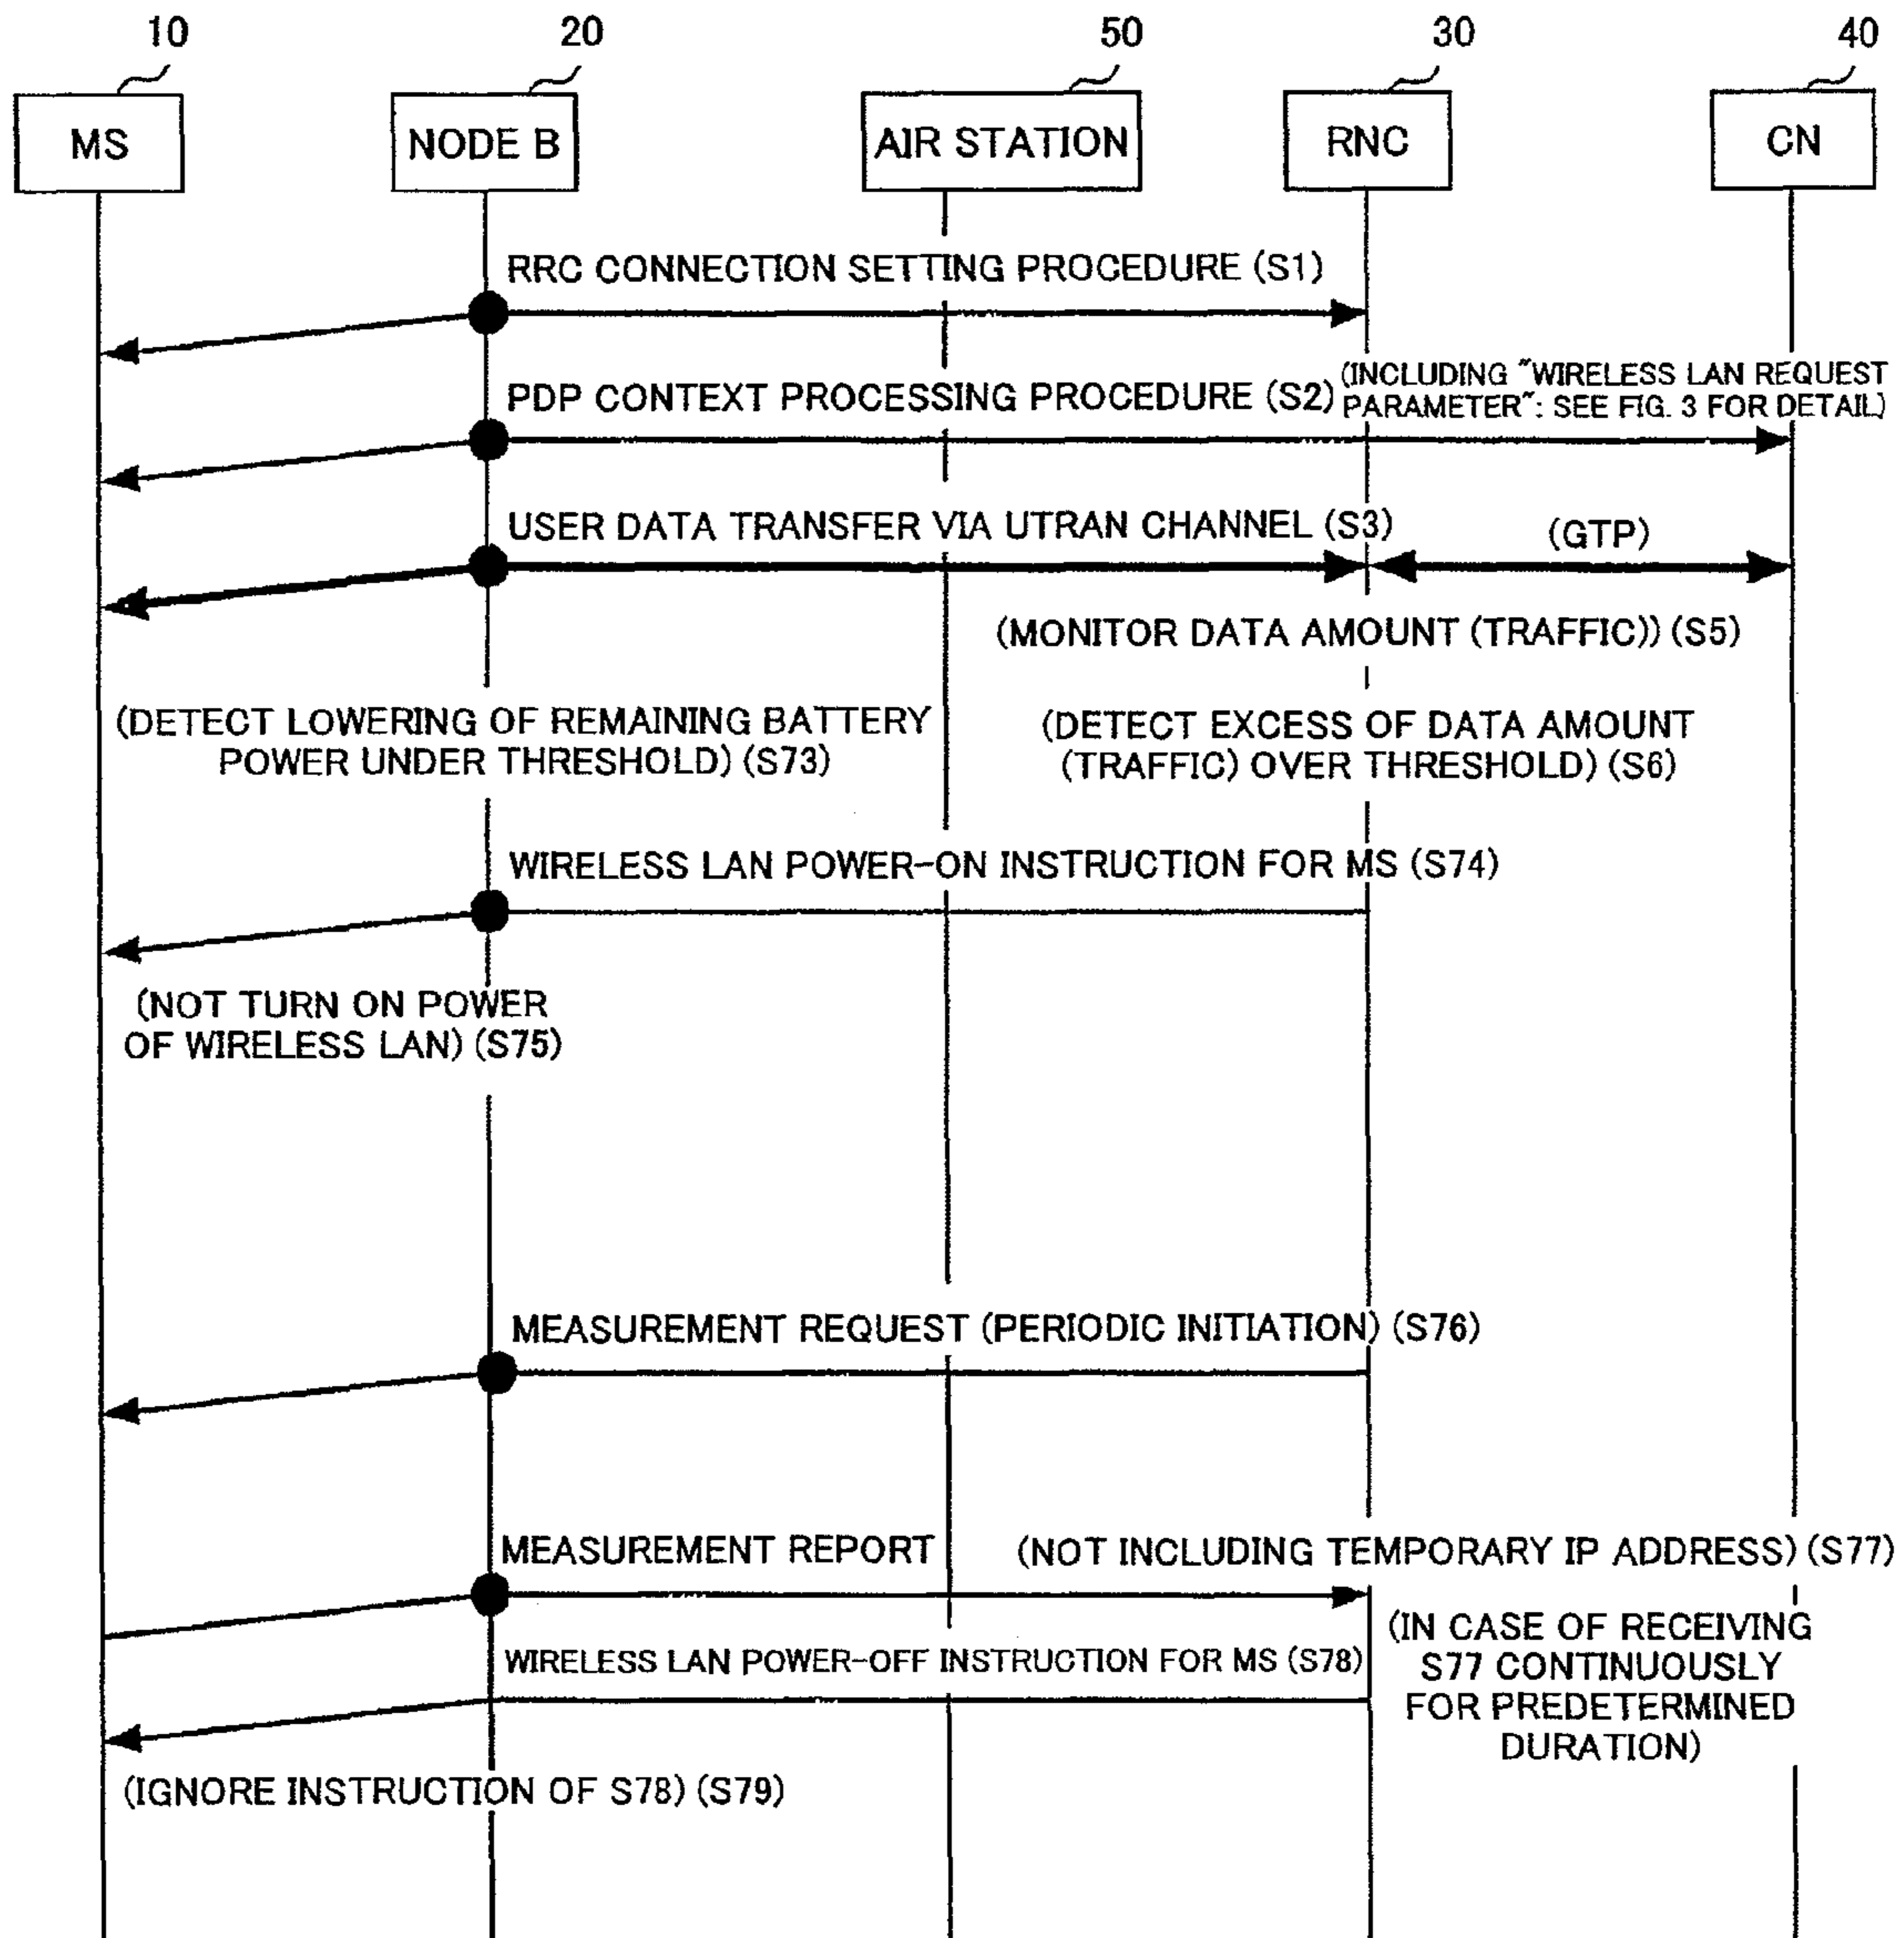 10 20 50 30 40
MS NODE B AIR STATION RNC CN
RRC CONNECTION SETTING PROCEDURE (S1)
PDP CONTEXT PROCESSING PROCEDURE (S2)
(INCLUDING "WIRELESS LAN REQUEST
PARAMETER": SEE FIG. 3 FOR DETAIL)
USER DATA TRANSFER VIA UTRAN CHANNEL (S3)
(GTP)
(MONITOR DATA AMOUNT (TRAFFIC)) (S5)
(DETECT LOWERING OF REMAINING BATTERY
POWER UNDER THRESHOLD) (S73)
(DETECT EXCESS OF DATA AMOUNT
(TRAFFIC) OVER THRESHOLD) (S6)
WIRELESS LAN POWER-ON INSTRUCTION FOR MS (S74)
(NOT TURN ON POWER
OF WIRELESS LAN) (S75)
MEASUREMENT REQUEST (PERIODIC INITIATION) (S76)
MEASUREMENT REPORT (NOT INCLUDING TEMPORARY IP ADDRESS) (S77)
(IN CASE OF RECEIVING
S77 CONTINUOUSLY
FOR PREDETERMINED
DURATION)
WIRELESS LAN POWER-OFF INSTRUCTION FOR MS (S78)
(IGNORE INSTRUCTION OF S78) (S79)